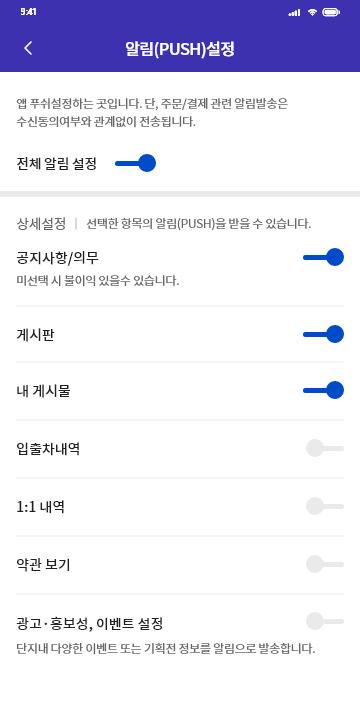 9:41
알림(PUSH)설정
앱 푸쉬설정하는 곳입니다. 단, 주문/결제 관련 알림발송은
수신동의여부와 관계없이 전송됩니다.
전체 알림 설정
상세설정 | 선택한 항목의 알림(PUSH)을 받을 수 있습니다.
공지사항/의무
미선택 시 불이익 있을수 있습니다.
게시판
내 게시물
입출차내역
1:1 내역
약관 보기
광고·홍보성, 이벤트 설정
단지내 다양한 이벤트 또는 기획전 정보를 알림으로 발송합니다.